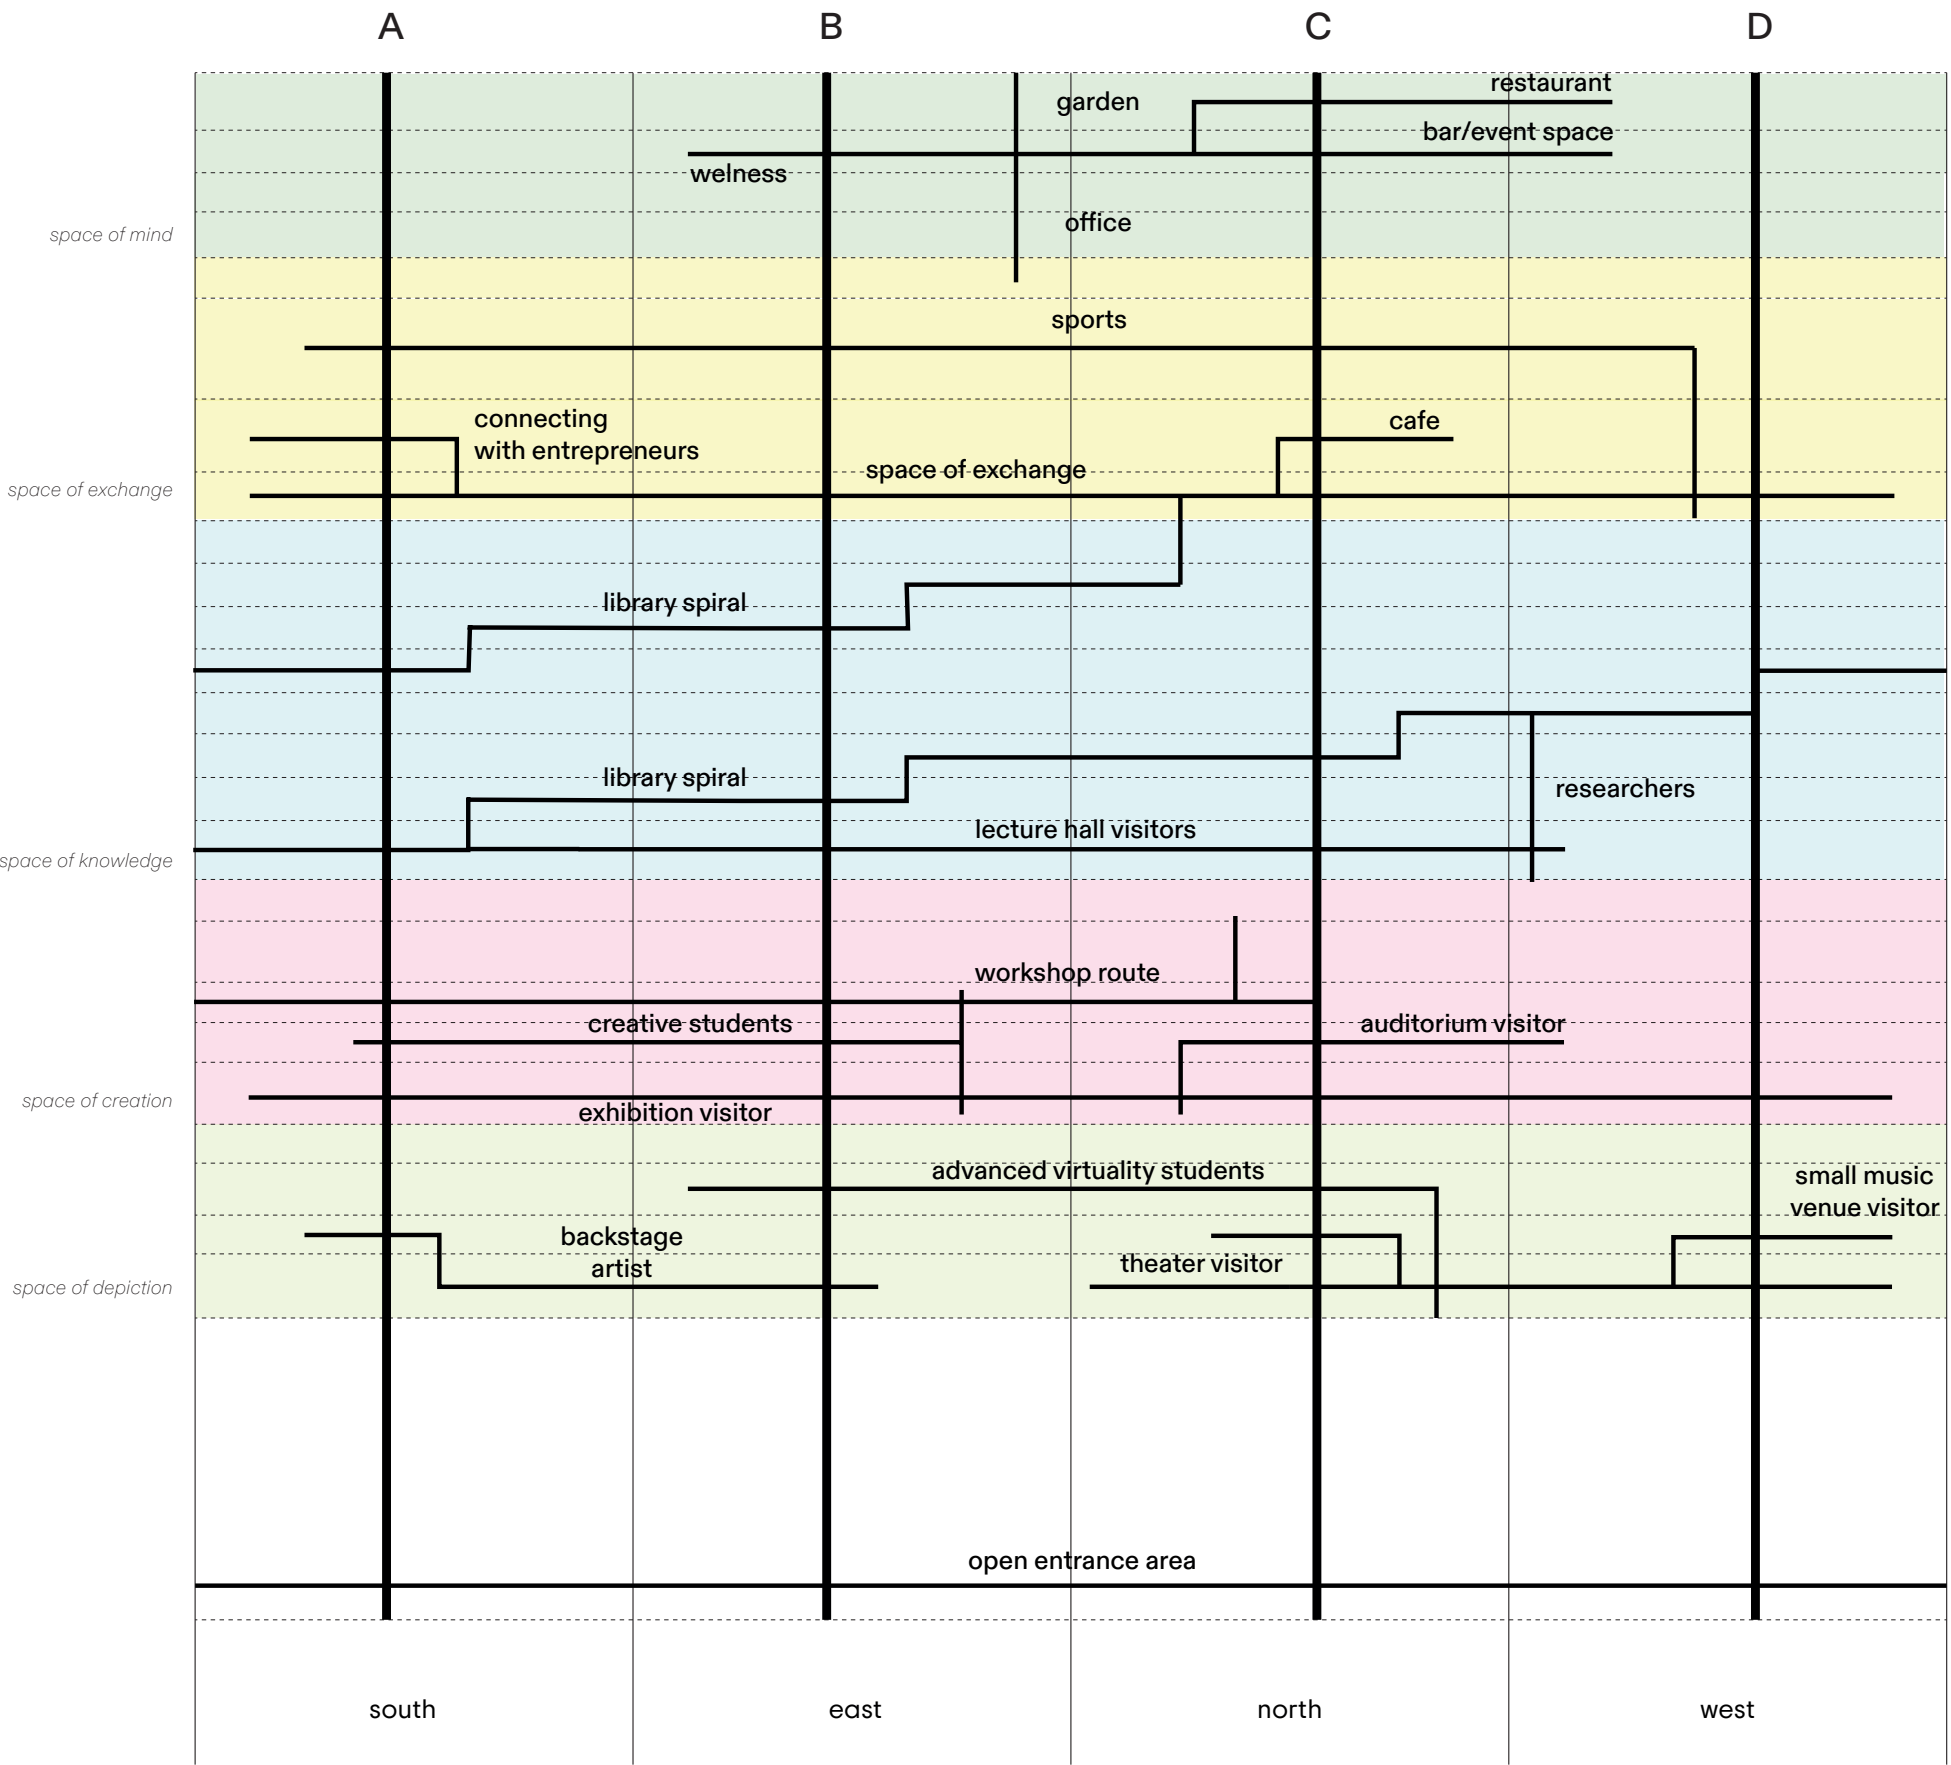 A
B
C
D
restaurant
garden
bar/event space
welness
office
space of mind
sports
connecting
with entrepreneurs
cafe
space of exchange
space of exchange
library spiral
library spiral
researchers
lecture hall visitors
space of knowledge
workshop route
creative students
auditorium visitor
space of creation
exhibition visitor
advanced virtuality students
small music
venue visitor
backstage
artist
theater visitor
space of depiction
open entrance area
south
east
north
west